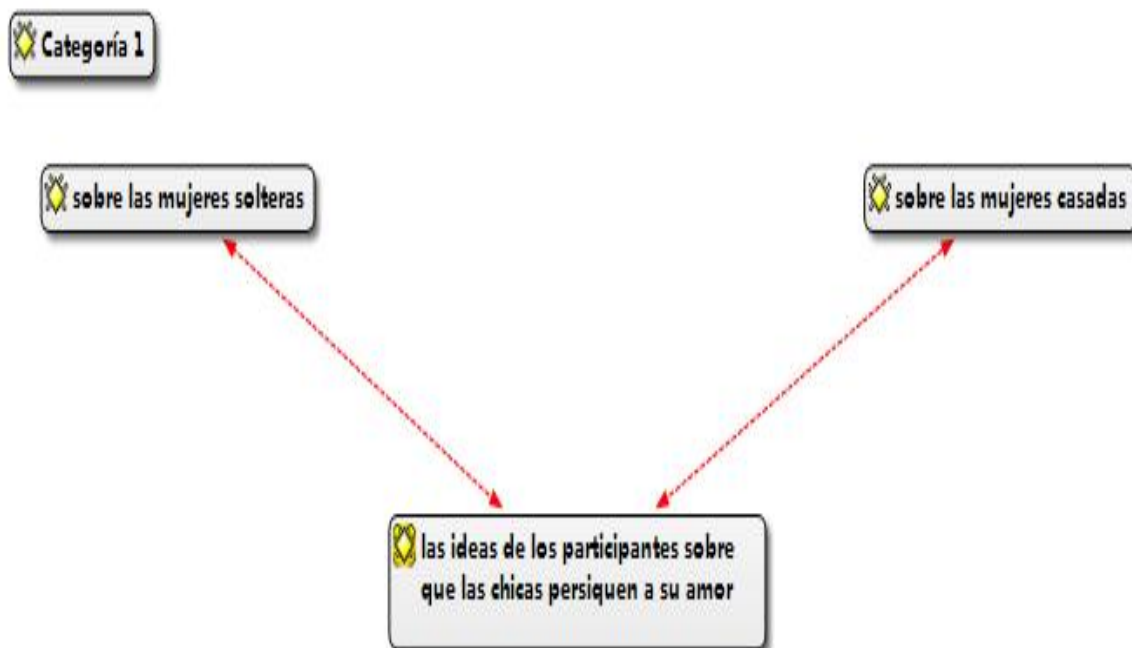 Categoría 1
sobre las mujeres solteras
sobre las mujeres casadas
las ideas de los participantes sobre
que las chicas persiquen a su amor